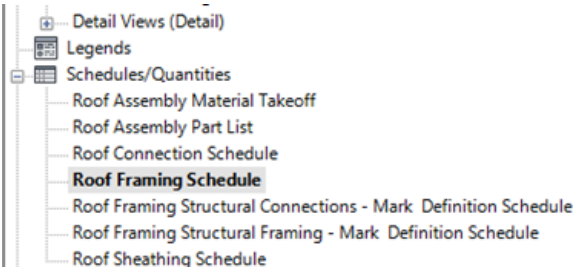 Detail Views (Detail)
Legends
Schedules/Quantities
Roof Assembly Material Takeoff
Roof Assembly Part List
Roof Connection Schedule
Roof Framing Schedule
Roof Framing Structural Connections - Mark  Definition Schedule
Roof Framing Structural Framing - Mark  Definition Schedule
Roof Sheathing Schedule